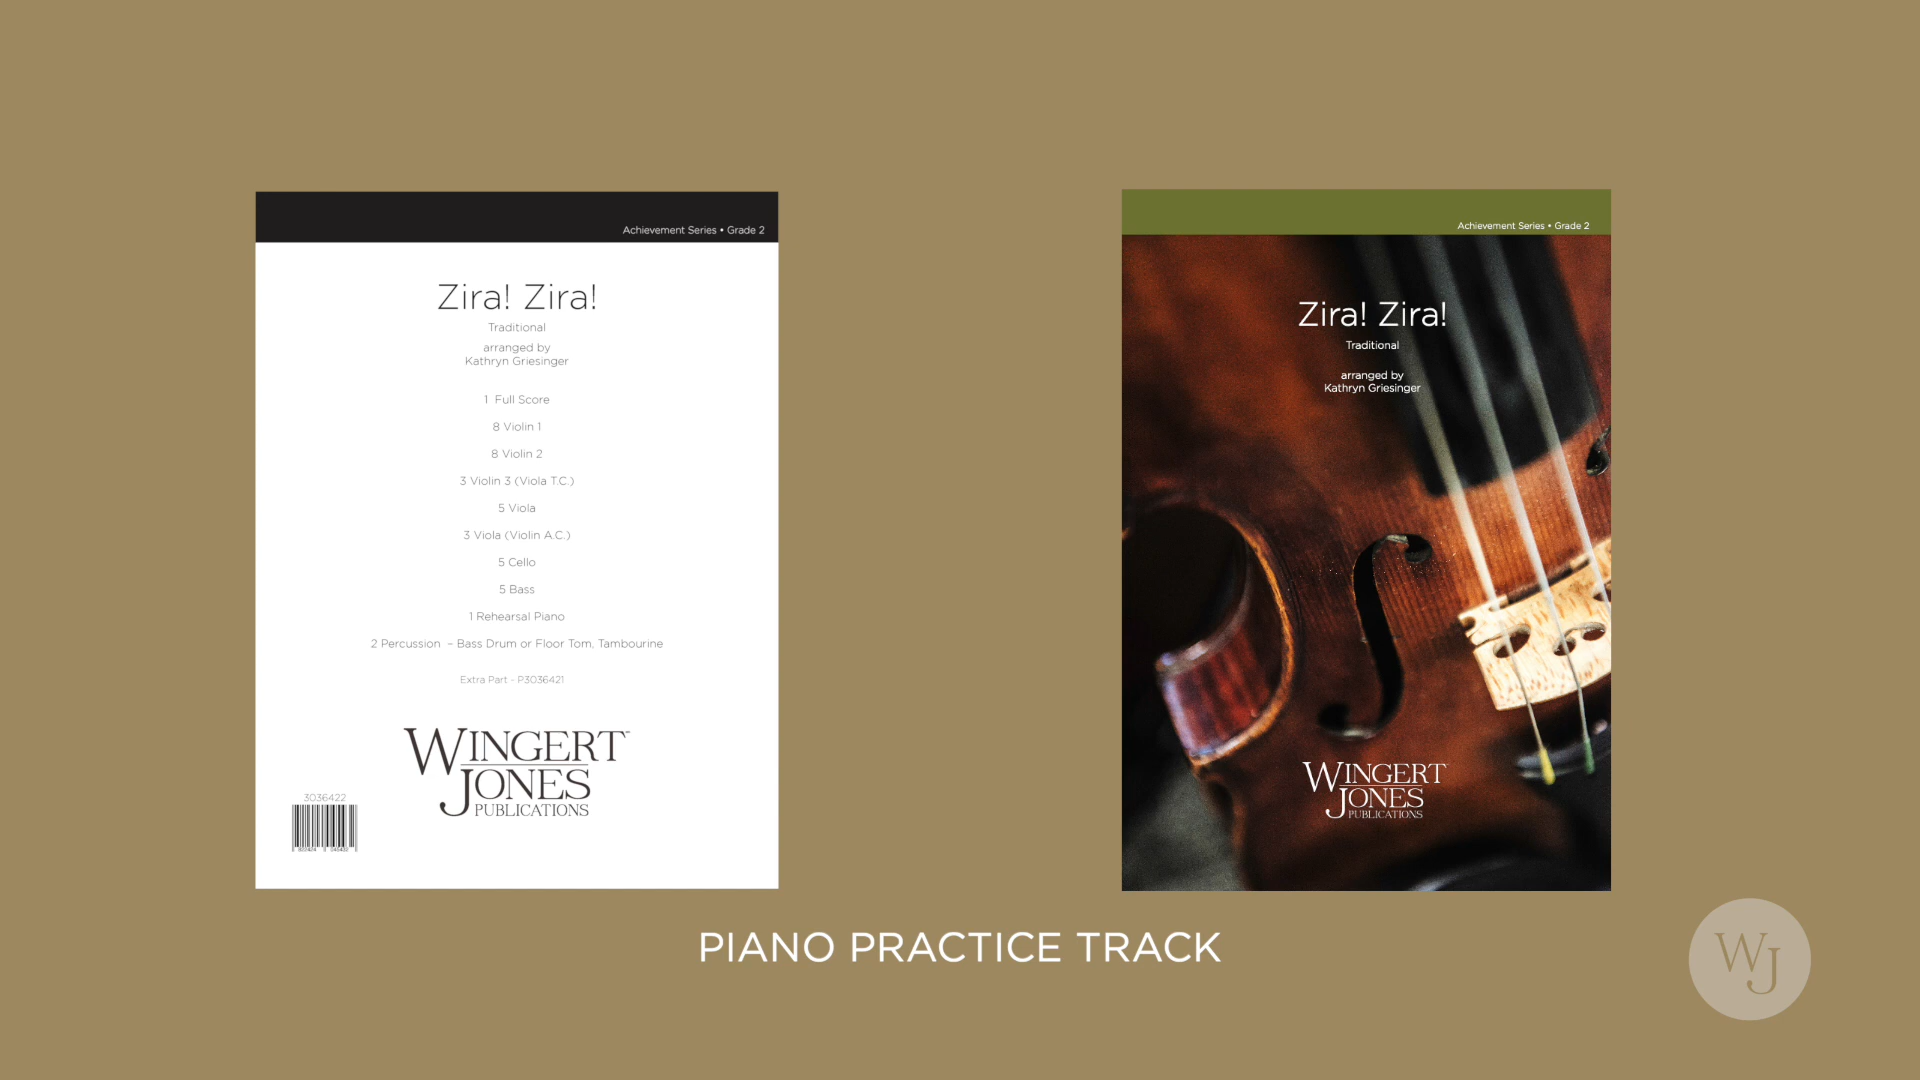 Achievement Series • Grade 2
Zira! Zira!
Traditional
arranged by
Kathryn Griesinger
1 Full Score
8 Violin 1
8 Violin 2
3 Violin 3 (Viola T.C.)
5 Viola
3 Viola (Violin A.C.)
5 Cello
5 Bass
1 Rehearsal Piano
2 Percussion – Bass Drum or Floor Tom, Tambourine
Extra Part - P3036421
WINGERT
JONES
PUBLICATIONS
3036422
Achievement Series • Grade 2
Zira! Zira!
Traditional
arranged by
Kathryn Griesinger
WINGERT
JONES
PUBLICATIONS
PIANO PRACTICE TRACK
WJ